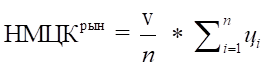 НМЦК^рын = v/n * ∑_{i=1}^{n} ц_i